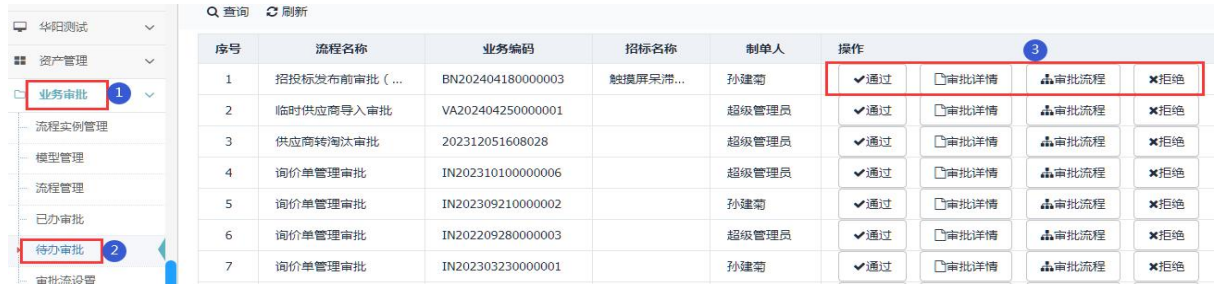 华阳测试
资产管理
业务审批 1
流程实例管理
模型管理
流程管理
已办审批
待办审批 2
审批流设置
查询 刷新
序号 流程名称 业务编码 招标名称 制单人 操作 3
1 招投标发布前审批 ( ... BN202404180000003 触摸屏呆滞... 孙建菊 通过 审批详情 审批流程 拒绝
2 临时供应商导入审批 VA202404250000001 超级管理员 通过 审批详情 审批流程 拒绝
3 供应商转淘汰审批 202312051608028 超级管理员 通过 审批详情 审批流程 拒绝
4 询价单管理审批 IN202310100000006 超级管理员 通过 审批详情 审批流程 拒绝
5 询价单管理审批 IN202309210000002 孙建菊 通过 审批详情 审批流程 拒绝
6 询价单管理审批 IN202209280000003 超级管理员 通过 审批详情 审批流程 拒绝
7 询价单管理审批 IN202303230000001 孙建菊 通过 审批详情 审批流程 拒绝